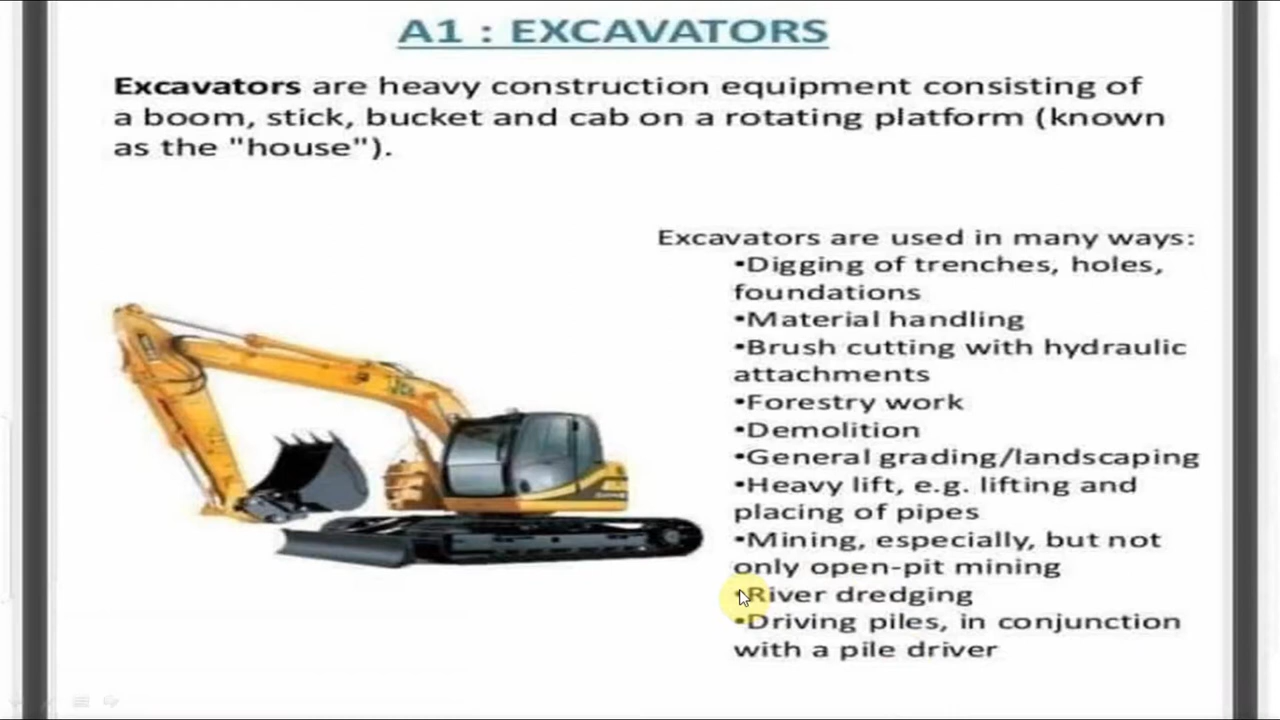 A1 : EXCAVATORS
Excavators are heavy construction equipment consisting of
a boom, stick, bucket and cab on a rotating platform (known
as the "house").
Excavators are used in many ways:
•Digging of trenches, holes,
foundations
•Material handling
•Brush cutting with hydraulic
attachments
•Forestry work
•Demolition
•General grading/landscaping
•Heavy lift, e.g. lifting and
placing of pipes
•Mining, especially, but not
only open-pit mining
•River dredging
•Driving piles, in conjunction
with a pile driver